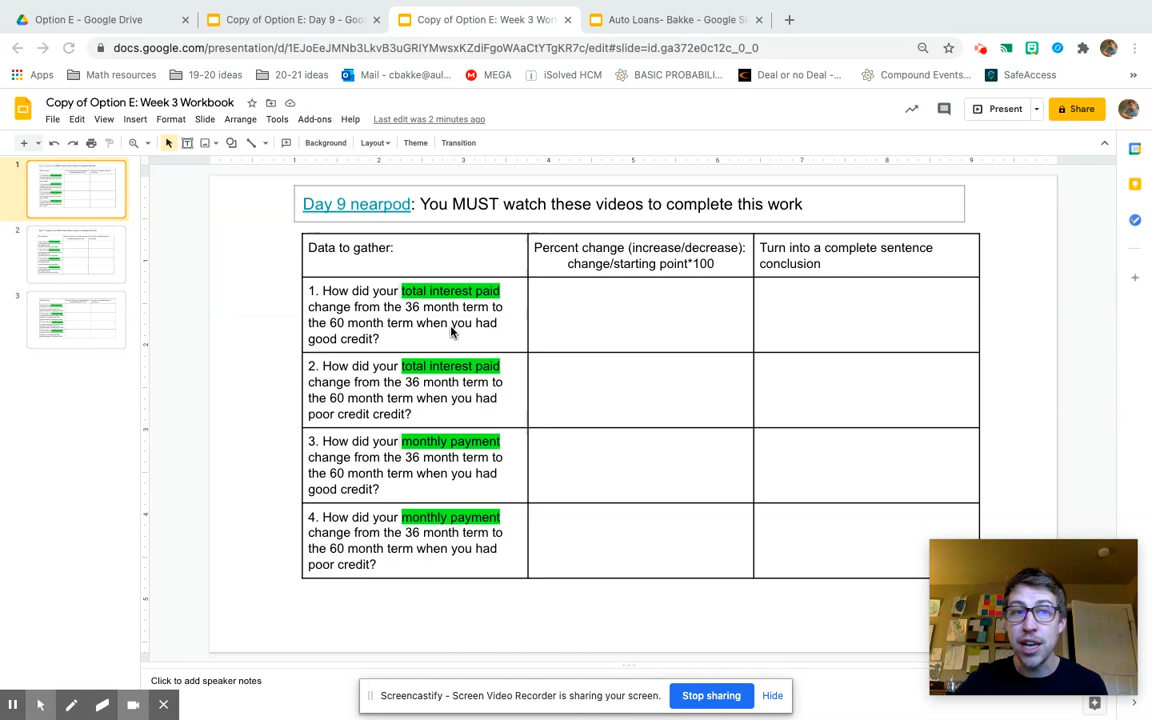 Option E - Google Drive
Copy of Option E: Day 9 - Goo
Copy of Option E: Week 3 Wor
Auto Loans- Bakke - Google Sl
docs.google.com/presentation/d/1EJoEeJMNb3LkvB3uGRIYMwsxKZdiFgoWAaCtYTgKR7c/edit#slide=id.ga372e0c12c_0_0
Apps
Math resources
19-20 ideas
20-21 ideas
Mail - cbakke@aul...
MEGA
iSolved HCM
BASIC PROBABILI...
Deal or no Deal -...
Compound Events...
SafeAccess
Copy of Option E: Week 3 Workbook
Present
Share
File Edit View Insert Format Slide Arrange Tools Add-ons Help Last edit was 2 minutes ago
Background Layout Theme Transition
Day 9 nearpod: You MUST watch these videos to complete this work
Data to gather:
Percent change (increase/decrease):
change/starting point*100
Turn into a complete sentence
conclusion
1. How did your total interest paid
change from the 36 month term to
the 60 month term when you had
good credit?
2. How did your total interest paid
change from the 36 month term to
the 60 month term when you had
poor credit credit?
3. How did your monthly payment
change from the 36 month term to
the 60 month term when you had
good credit?
4. How did your monthly payment
change from the 36 month term to
the 60 month term when you had
poor credit?
Click to add speaker notes
Screencastify - Screen Video Recorder is sharing your screen.
Stop sharing
Hide